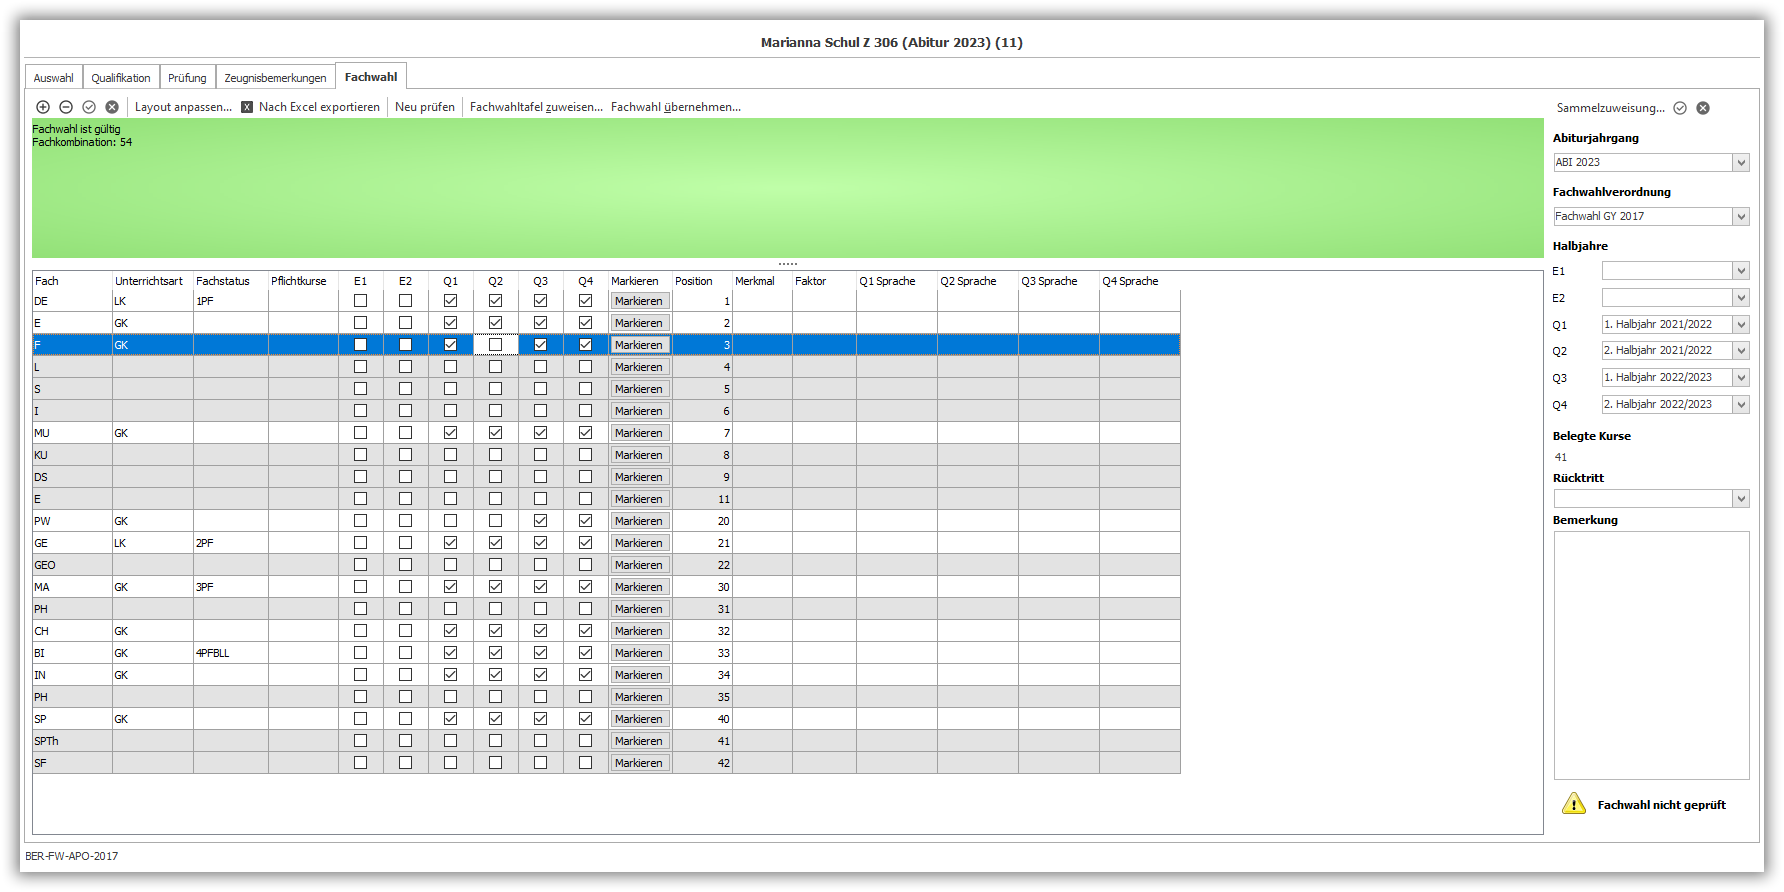 Marianna Schul Z 306 (Abitur 2023) (11)
Auswahl Qualifikation Prüfung Zeugnisbemerkungen Fachwahl
Layout anpassen... Nach Excel exportieren Neu prüfen Fachwahltafel zuweisen... Fachwahl übernehmen...
Fachwahl ist gültig
Fachkombination: 54
Fach Unterrichtsart Fachstatus Pflichtkurse E1 E2 Q1 Q2 Q3 Q4 Markieren Position Merkmal Faktor Q1 Sprache Q2 Sprache Q3 Sprache Q4 Sprache
DE LK 1PF Markieren 1
E GK Markieren 2
F GK Markieren 3
L Markieren 4
S Markieren 5
I Markieren 6
MU GK Markieren 7
KU Markieren 8
DS Markieren 9
E Markieren 11
PW GK Markieren 20
GE LK 2PF Markieren 21
GEO Markieren 22
MA GK 3PF Markieren 30
PH Markieren 31
CH GK Markieren 32
BI GK 4PFBLL Markieren 33
IN GK Markieren 34
PH Markieren 35
SP GK Markieren 40
SPTh Markieren 41
SF Markieren 42
Sammelzuweisung...
Abiturjahrgang
ABI 2023
Fachwahlverordnung
Fachwahl GY 2017
Halbjahre
E1
E2
Q1 1. Halbjahr 2021/2022
Q2 2. Halbjahr 2021/2022
Q3 1. Halbjahr 2022/2023
Q4 2. Halbjahr 2022/2023
Belegte Kurse
41
Rücktritt
Bemerkung
Fachwahl nicht geprüft
BER-FW-APO-2017